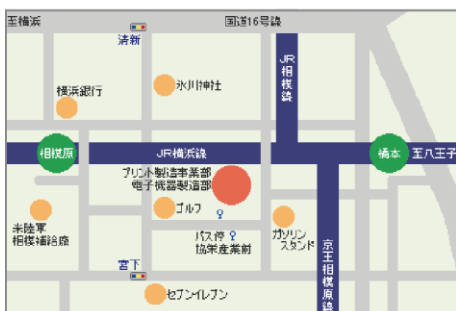 至横浜
国道16号線
清新
JR相模線
氷川神社
横浜銀行
相模原
JR横浜線
橋本
至八王子
プリント製造事業部
電子機器製造部
ゴルフ
米陸軍
相模補給廠
バス停
協栄産業前
ガソリン
スタンド
京王相模原線
宮下
セブンイレブン